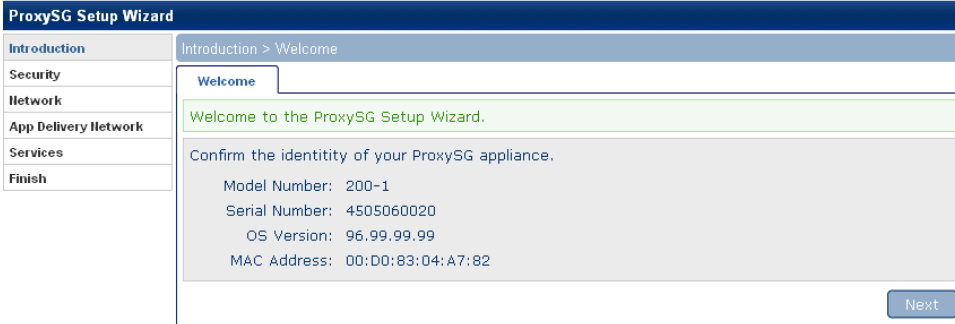 ProxySG Setup Wizard
Introduction
Security
Network
App Delivery Network
Services
Finish
Introduction > Welcome
Welcome
Welcome to the ProxySG Setup Wizard.
Confirm the identitity of your ProxySG appliance.
Model Number: 200-1
Serial Number: 4505060020
OS Version: 96.99.99.99
MAC Address: 00:D0:83:04:A7:82
Next